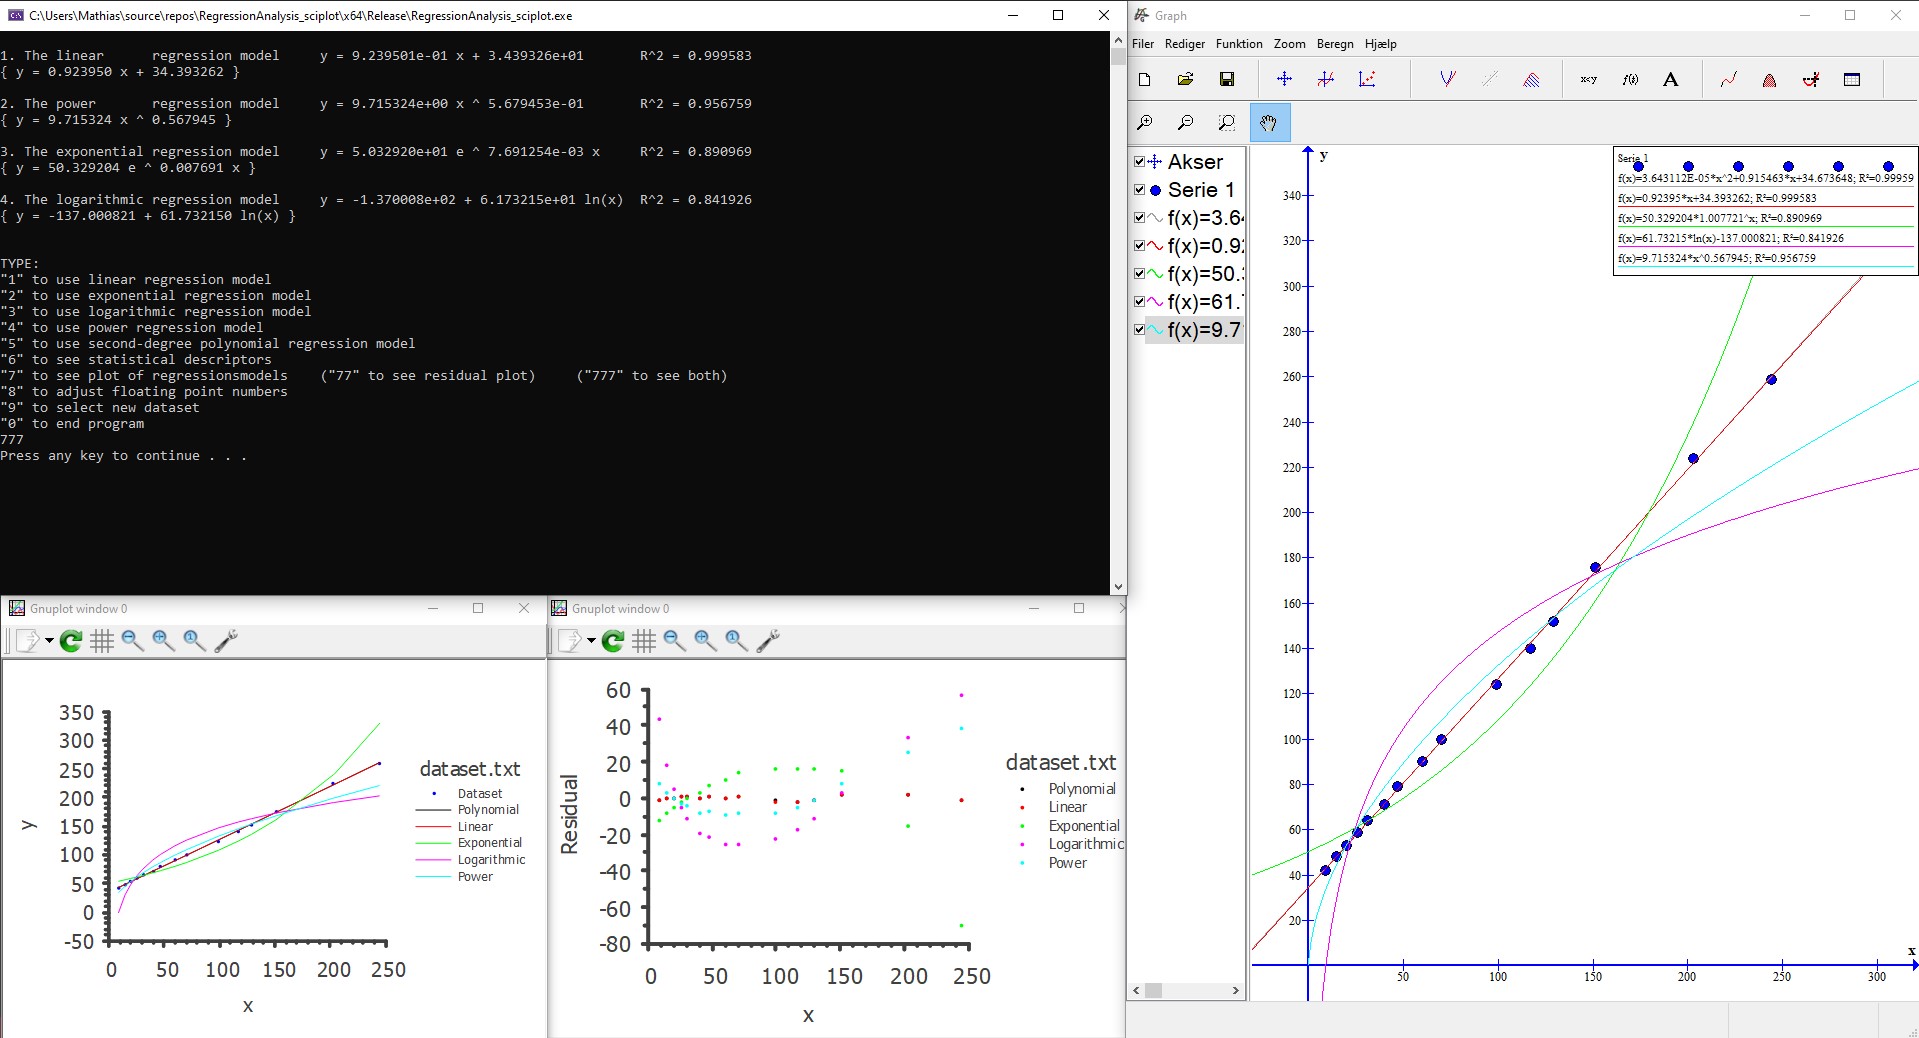 C:\Users\Mathias\source\repos\RegressionAnalysis_sciplot\x64\Release\RegressionAnalysis_sciplot.exe
1. The linear regression model y = 9.239501e-01 x + 3.439326e+01 R^2 = 0.999583
{ y = 0.923950 x + 34.393262 }
2. The power regression model y = 9.715324e+00 x ^ 5.679453e-01 R^2 = 0.956759
{ y = 9.715324 x ^ 0.567945 }
3. The exponential regression model y = 5.032920e+01 e ^ 7.691254e-03 x R^2 = 0.890969
{ y = 50.329204 e ^ 0.007691 x }
4. The logarithmic regression model y = -1.370008e+02 + 6.173215e+01 ln(x) R^2 = 0.841926
{ y = -137.000821 + 61.732150 ln(x) }
TYPE:
"1" to use linear regression model
"2" to use exponential regression model
"3" to use logarithmic regression model
"4" to use power regression model
"5" to use second-degree polynomial regression model
"6" to see statistical descriptors
"7" to see plot of regressionsmodels ("77" to see residual plot) ("777" to see both)
"8" to adjust floating point numbers
"9" to select new dataset
"0" to end program
777
Press any key to continue . . .
Gnuplot window 0
350
300
250
200
150
100
50
0
-50
0 50 100 150 200 250
x
y
dataset.txt
Dataset
Polynomial
Linear
Exponential
Logarithmic
Power
Gnuplot window 0
60
40
20
0
-20
-40
-60
-80
0 50 100 150 200 250
x
Residual
dataset.txt
Polynomial
Linear
Exponential
Logarithmic
Power
Graph
Filer Rediger Funktion Zoom Beregn Hjælp
Akser
Serie 1
f(x)=3.64
f(x)=0.92
f(x)=50.3
f(x)=61.7
f(x)=9.7
y
340
320
300
280
260
240
220
200
180
160
140
120
100
80
60
40
20
50 100 150 200 250 300
x
Serie 1
f(x)=3.643112E-05*x^2+0.915463*x+34.673648; R²=0.99959
f(x)=0.92395*x+34.393262; R²=0.999583
f(x)=50.329204*1.007721^x; R²=0.890969
f(x)=61.73215*ln(x)-137.000821; R²=0.841926
f(x)=9.715324*x^0.567945; R²=0.956759